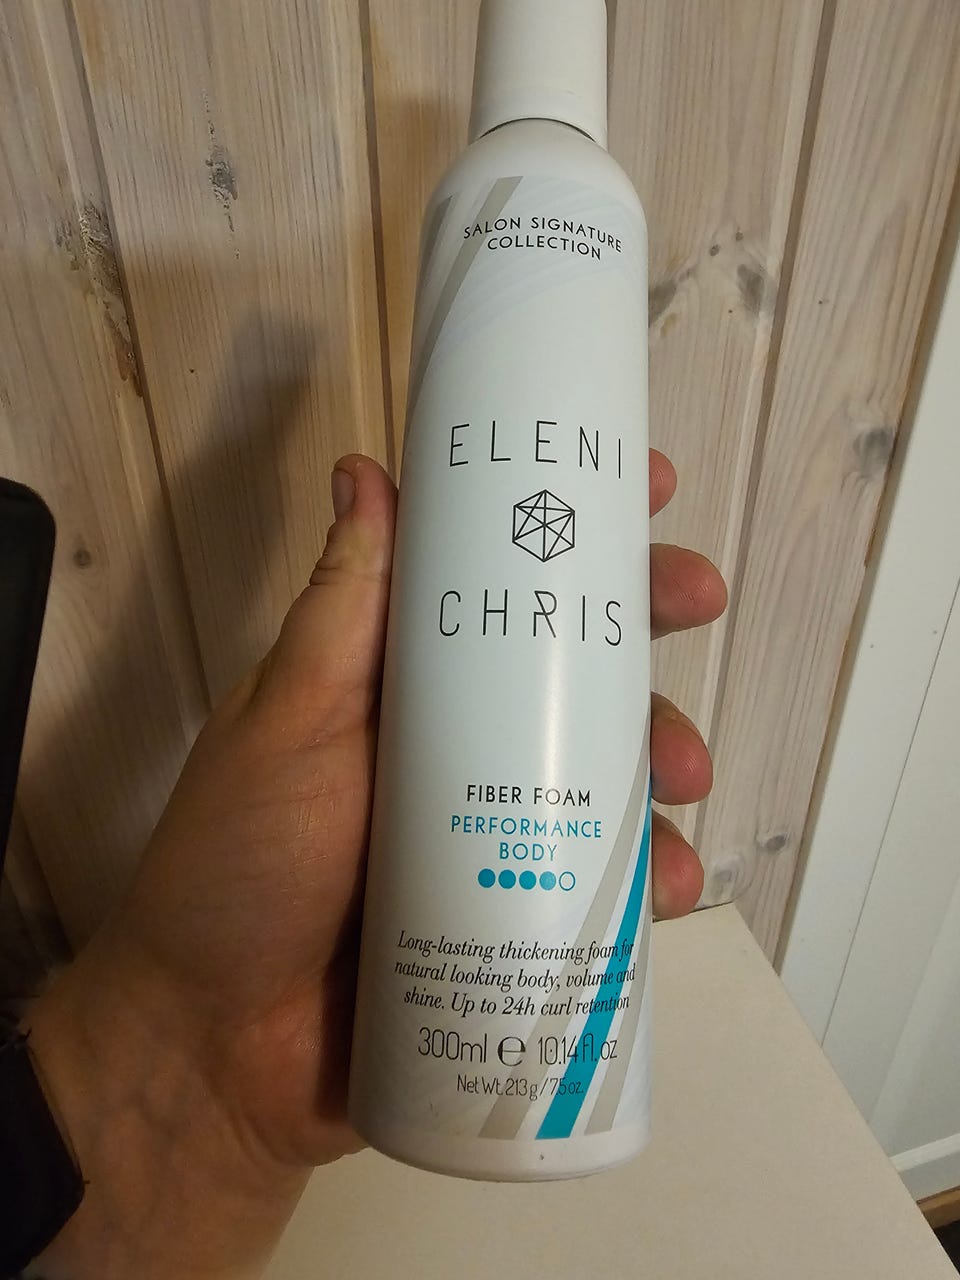 SALON SIGNATURE
COLLECTION
ELENI
CHRIS
FIBER FOAM
PERFORMANCE
BODY
Long-lasting thickening foam for
natural looking body, volume and
shine. Up to 24h curl retention
300ml ℮ 10.14 fl. oz
Net Wt. 213g / 7.5 oz.